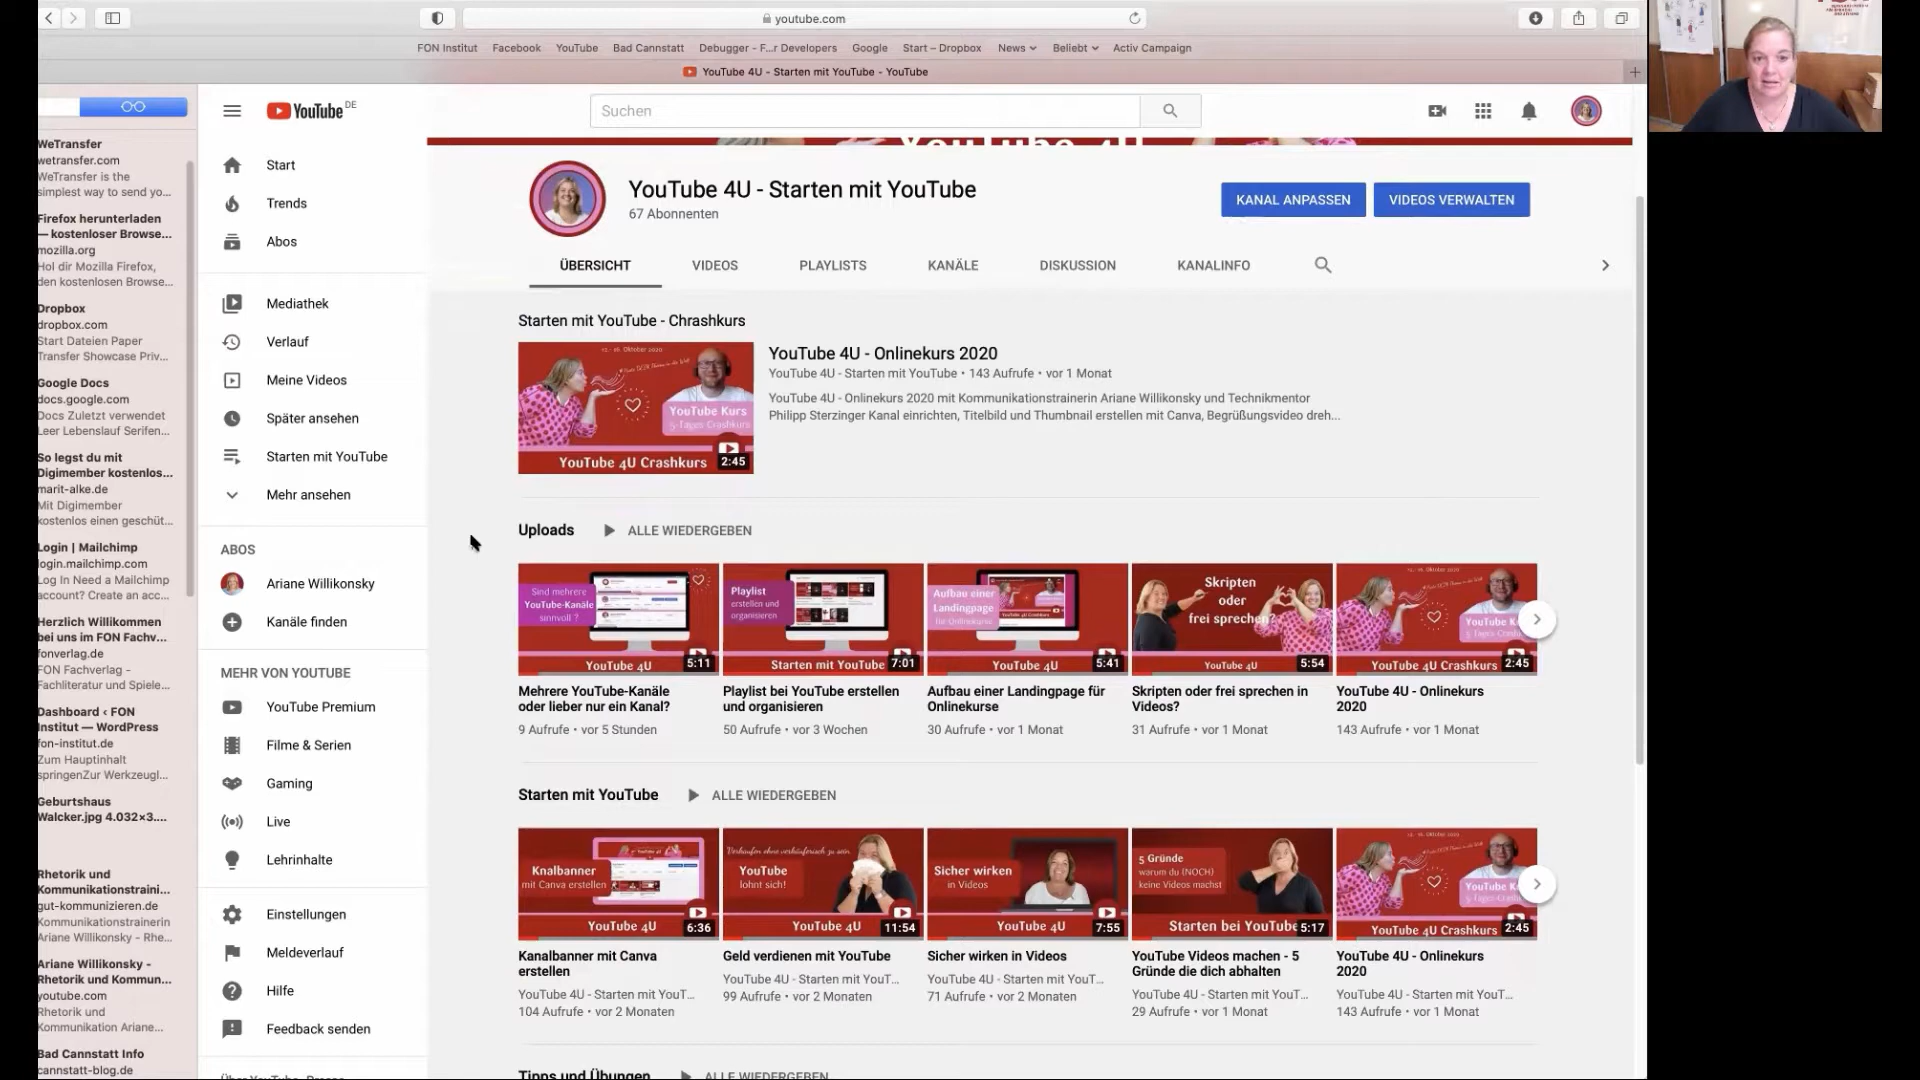 youtube.com
FON Institut Facebook YouTube Bad Cannstatt Debugger - F...r Developers Google Start – Dropbox News Beliebt Activ Campaign
YouTube 4U - Starten mit YouTube - YouTube
WeTransfer
wetransfer.com
WeTransfer is the
simplest way to send yo...
Firefox herunterladen
— kostenloser Browse...
mozilla.org
Hol dir Mozilla Firefox,
den kostenlosen Browse...
Dropbox
dropbox.com
Start Dateien Paper
Transfer Showcase Priv...
Google Docs
docs.google.com
Docs Zuletzt verwendet
Leer Lebenslauf Serifen...
So legst du mit
Digimember kostenlos...
marit-alke.de
Mit Digimember
kostenlos einen geschüt...
Login | Mailchimp
login.mailchimp.com
Log In Need a Mailchimp
account? Create an acc...
Herzlich Willikommen
bei uns im FON Fachv...
fonverlag.de
FON Fachverlag -
Fachliteratur und Spiele...
Dashboard ‹ FON
Institut — WordPress
fon-institut.de
Zum Hauptinhalt
springenZur Werkzeugl...
Geburtshaus
Walcker.jpg 4.032×3....
Rhetorik und
Kommunikationstraini...
gut-kommunizieren.de
Kommunikationstrainerin
Ariane Willikonsky - Rhe...
Ariane Willikonsky -
Rhetorik und Kommun...
youtube.com
Rhetorik und
Kommunikation Ariane...
Bad Cannstatt Info
cannstatt-blog.de
YouTube DE
Start
Trends
Abos
Mediathek
Verlauf
Meine Videos
Später ansehen
Starten mit YouTube
Mehr ansehen
ABOS
Ariane Willikonsky
Kanäle finden
MEHR VON YOUTUBE
YouTube Premium
Filme & Serien
Gaming
Live
Lehrinhalte
Einstellungen
Meldeverlauf
Hilfe
Feedback senden
Suchen
YouTube 4U
YouTube 4U - Starten mit YouTube
67 Abonnenten
KANAL ANPASSEN
VIDEOS VERWALTEN
ÜBERSICHT VIDEOS PLAYLISTS KANÄLE DISKUSSION KANALINFO
Starten mit YouTube - Chrashkurs
12.-16. Oktober 2020
YouTube Kurs
5-Tages-Crashkurs
YouTube 4U Crashkurs
2:45
YouTube 4U - Onlinekurs 2020
YouTube 4U - Starten mit YouTube • 143 Aufrufe • vor 1 Monat
YouTube 4U - Onlinekurs 2020 mit Kommunikationstrainerin Ariane Willikonsky und Technikmentor
Philipp Sterzinger Kanal einrichten, Titelbild und Thumbnail erstellen mit Canva, Begrüßungsvideo dreh...
Uploads ALLE WIEDERGEBEN
Sind mehrere
YouTube-Kanäle
sinnvoll ?
YouTube 4U
5:11
Mehrere YouTube-Kanäle
oder lieber nur ein Kanal?
9 Aufrufe • vor 5 Stunden
Playlist
erstellen und
organisieren
Starten mit YouTube
7:01
Playlist bei YouTube erstellen
und organisieren
50 Aufrufe • vor 3 Wochen
Aufbau einer
Landingpage
für Onlinekurse
YouTube 4U
5:41
Aufbau einer Landingpage für
Onlinekurse
30 Aufrufe • vor 1 Monat
Skripten
oder
frei sprechen?
YouTube 4U
5:54
Skripten oder frei sprechen in
Videos?
31 Aufrufe • vor 1 Monat
YouTube 4U Crashkurs
2:45
YouTube 4U - Onlinekurs
2020
143 Aufrufe • vor 1 Monat
Starten mit YouTube ALLE WIEDERGEBEN
Knalbanner
mit Canva erstellen
YouTube 4U
6:36
Kanalbanner mit Canva
erstellen
YouTube 4U - Starten mit YouT...
104 Aufrufe • vor 2 Monaten
Verkaufen ohne verkäuferisch zu sein
YouTube
lohnt sich!
YouTube 4U
11:54
Geld verdienen mit YouTube
YouTube 4U - Starten mit YouT...
99 Aufrufe • vor 2 Monaten
Sicher wirken
in Videos
YouTube 4U
7:55
Sicher wirken in Videos
YouTube 4U - Starten mit YouT...
71 Aufrufe • vor 2 Monaten
5 Gründe
warum du (NOCH)
keine Videos machst
Starten bei YouTube
5:17
YouTube Videos machen - 5
Gründe die dich abhalten
YouTube 4U - Starten mit YouT...
29 Aufrufe • vor 1 Monat
YouTube 4U Crashkurs
2:45
YouTube 4U - Onlinekurs
2020
YouTube 4U - Starten mit YouT...
143 Aufrufe • vor 1 Monat
Tipps und Übungen ALLE WIEDERGEBEN